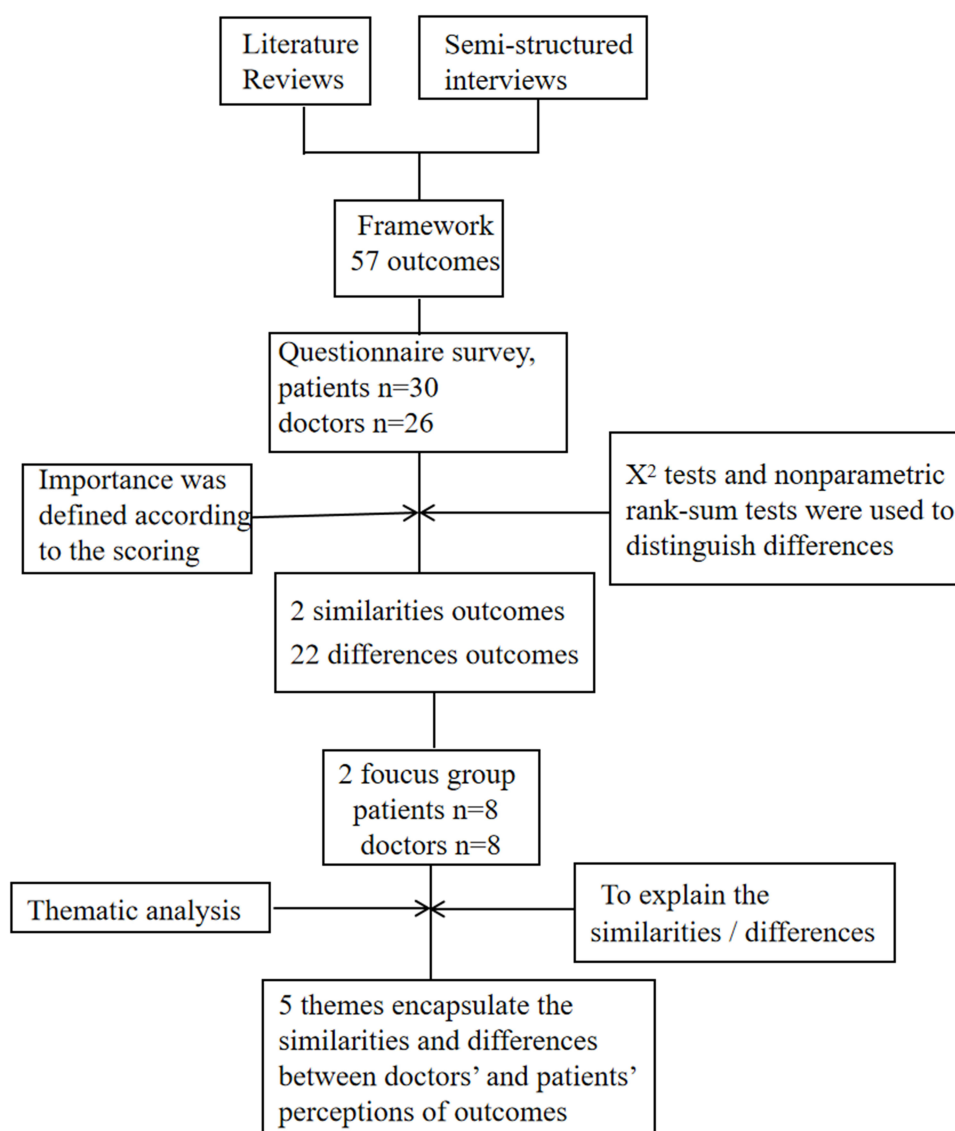 Literature
Reviews
Semi-structured
interviews
Framework
57 outcomes
Questionnaire survey,
patients n=30
doctors n=26
Importance was
defined according
to the scoring
X² tests and nonparametric
rank-sum tests were used to
distinguish differences
2 similarities outcomes
22 differences outcomes
2 foucus group
patients n=8
doctors n=8
Thematic analysis
To explain the
similarities / differences
5 themes encapsulate the
similarities and differences
between doctors’ and patients’
perceptions of outcomes